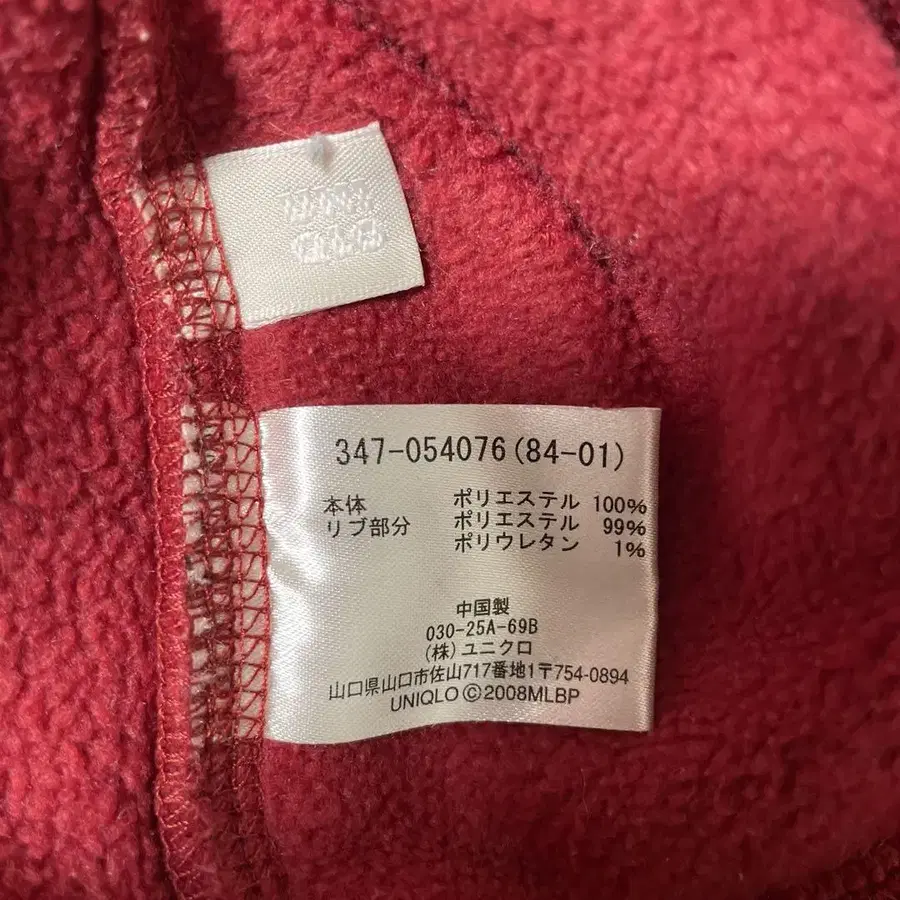 347-054076(84-01)
本体 ポリエステル 100%
リブ部分 ポリエステル 99%
ポリウレタン 1%
中国製
030-25A-69B
(株)ユニクロ
山口県山口市佐山717番地1〒754-0894
UNIQLO©2008MLBP